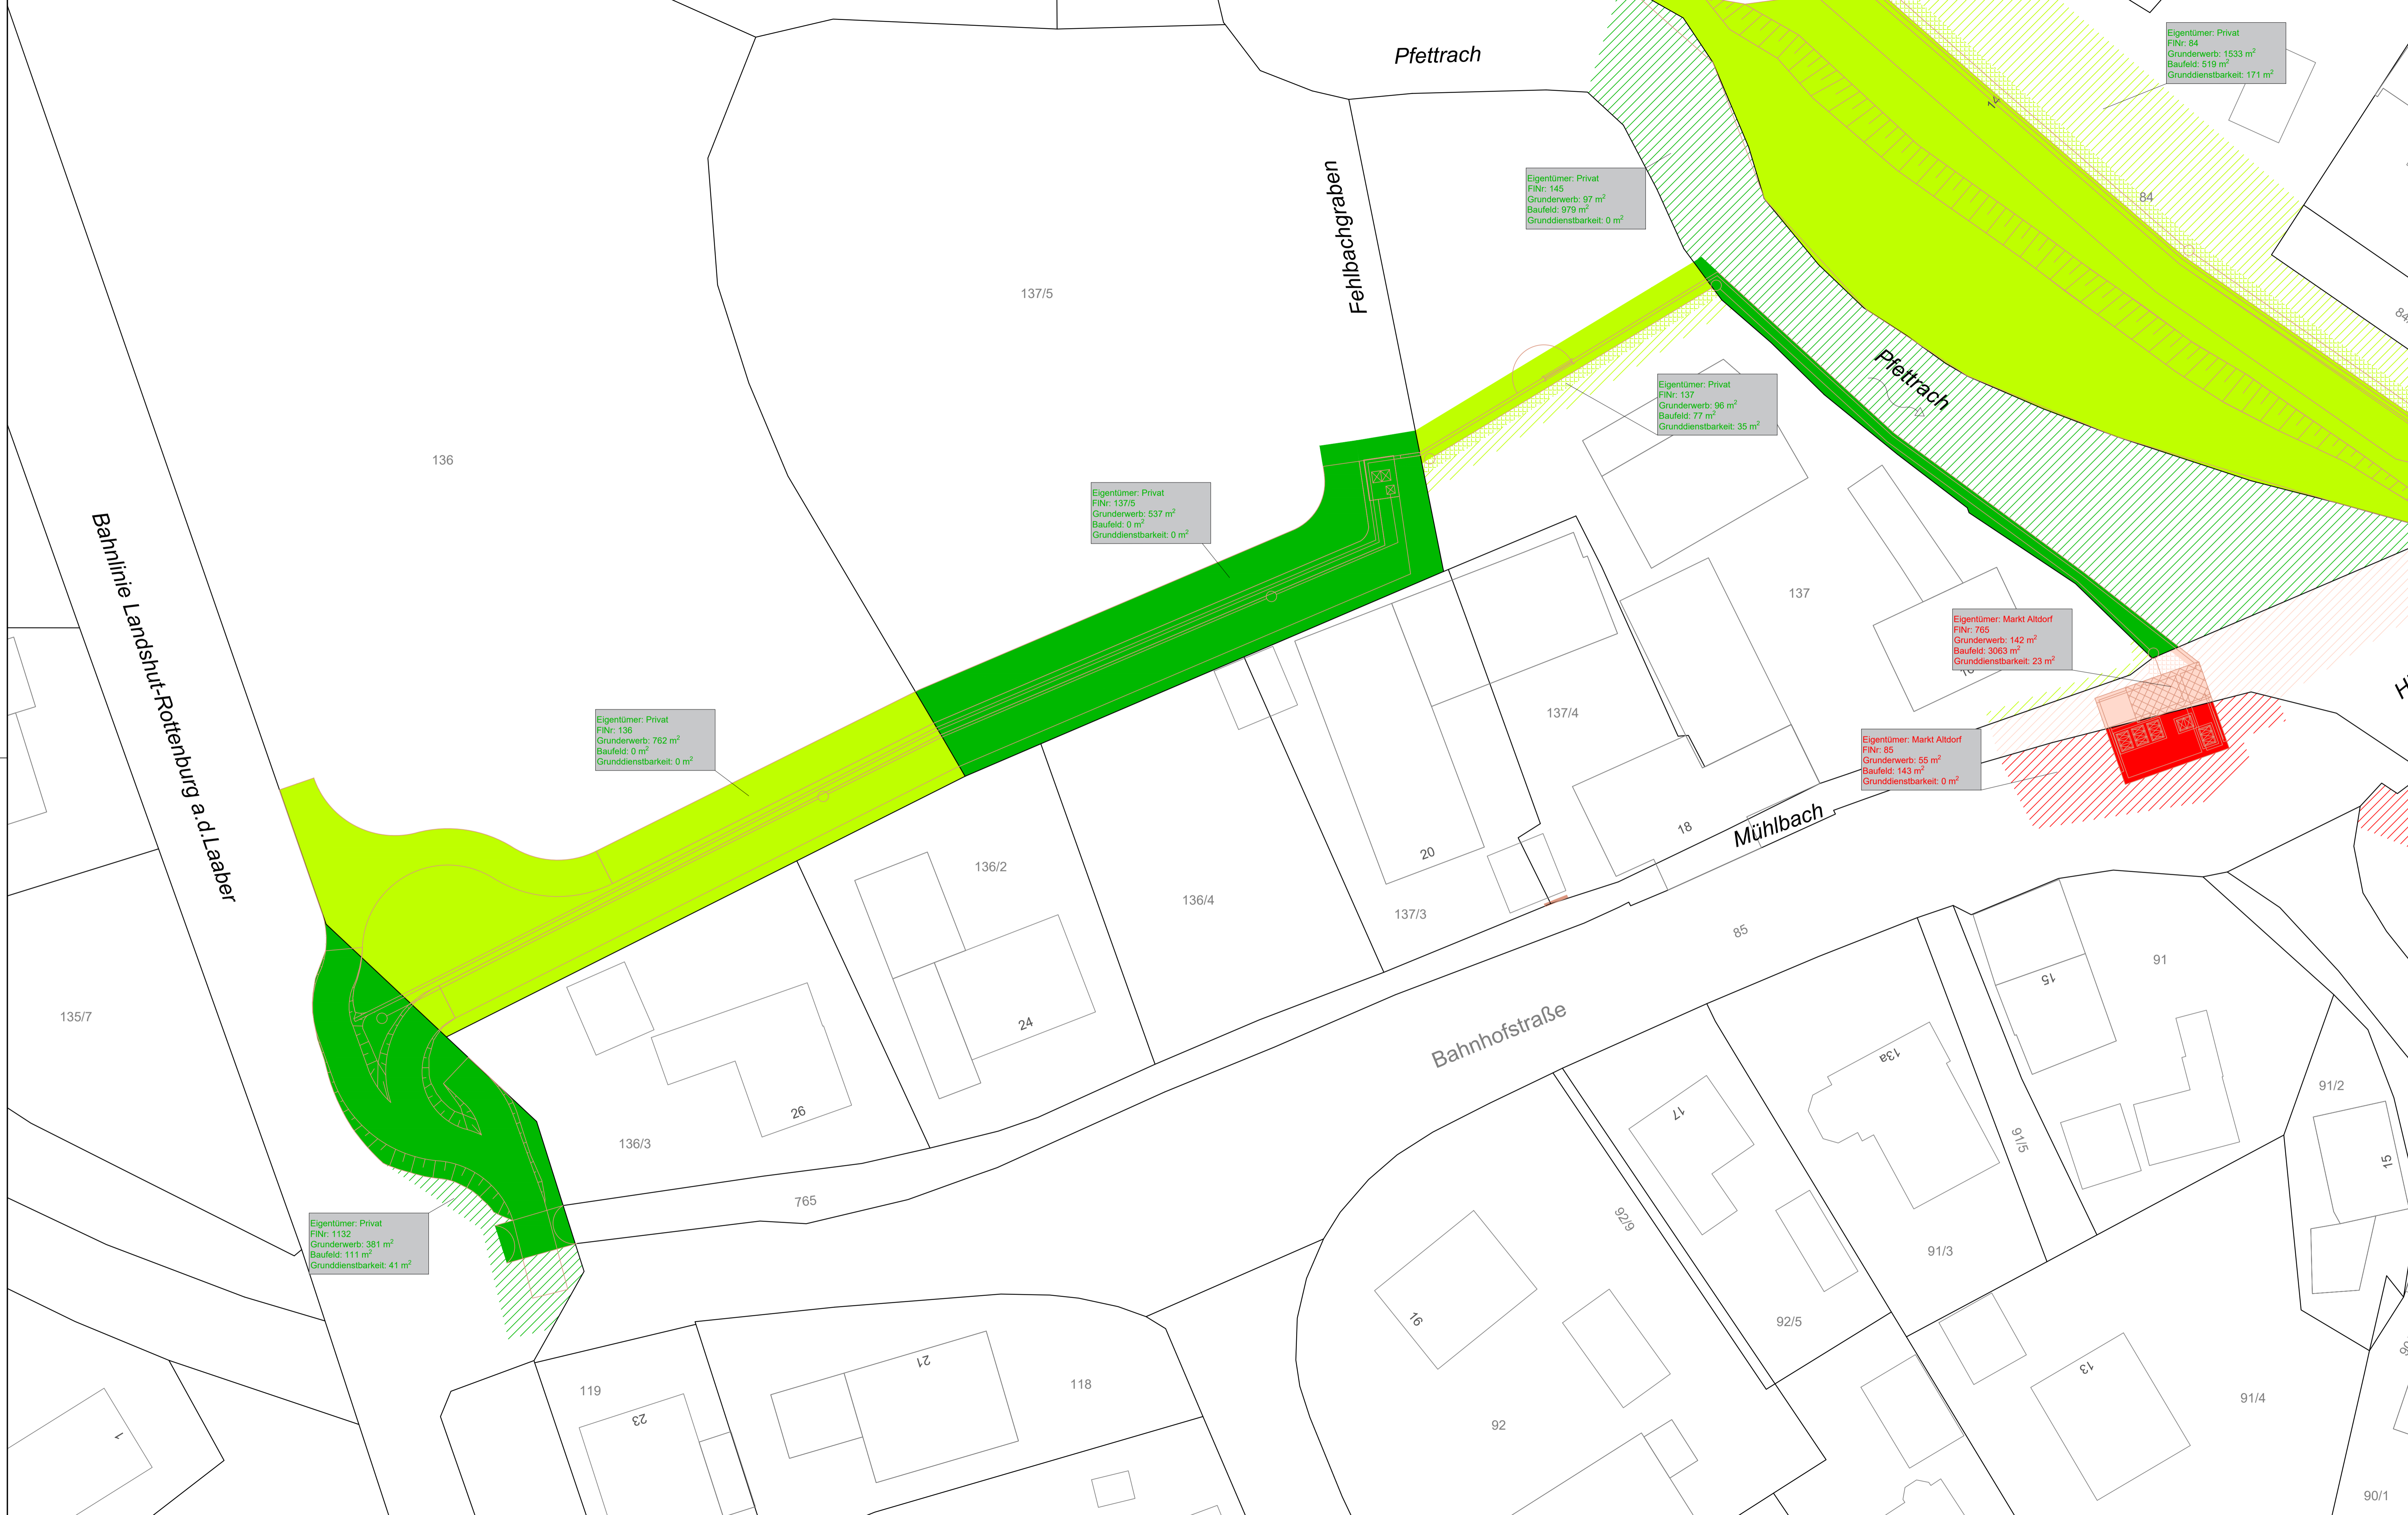 Pfettrach
Eigentümer: Privat
FlNr: 84
Grunderwerb: 1533 m²
Baufeld: 519 m²
Grunddienstbarkeit: 171 m²
14
84
Eigentümer: Privat
FlNr: 145
Grunderwerb: 97 m²
Baufeld: 979 m²
Grunddienstbarkeit: 0 m²
Fehlbachgraben
137/5
Pfettrach
Eigentümer: Privat
FlNr: 137
Grunderwerb: 96 m²
Baufeld: 77 m²
Grunddienstbarkeit: 35 m²
136
Eigentümer: Privat
FlNr: 137/5
Grunderwerb: 537 m²
Baufeld: 0 m²
Grunddienstbarkeit: 0 m²
Bahnlinie Landshut-Rottenburg a.d.Laaber
137
Eigentümer: Markt Altdorf
FlNr: 765
Grunderwerb: 142 m²
Baufeld: 3063 m²
Grunddienstbarkeit: 23 m²
Eigentümer: Privat
FlNr: 136
Grunderwerb: 762 m²
Baufeld: 0 m²
Grunddienstbarkeit: 0 m²
137/4
Eigentümer: Markt Altdorf
FlNr: 85
Grunderwerb: 55 m²
Baufeld: 143 m²
Grunddienstbarkeit: 0 m²
18
Mühlbach
20
136/2
136/4
137/3
85
91
15
135/7
24
Bahnhofstraße
13a
91/2
26
17
136/3
91/5
15
765
92/9
91/3
Eigentümer: Privat
FlNr: 1132
Grunderwerb: 381 m²
Baufeld: 111 m²
Grunddienstbarkeit: 41 m²
16
92/5
21
119
118
13
23
92
91/4
1
90/1